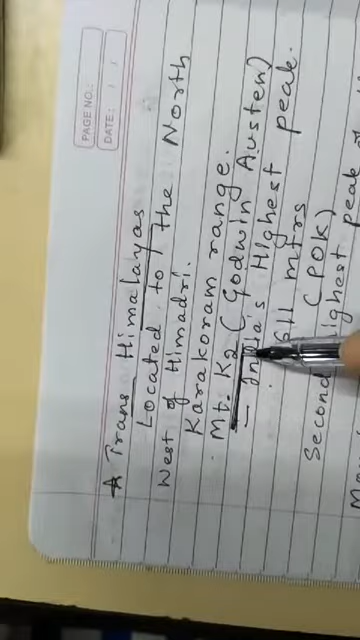 PAGE NO.:
DATE: / /
* Trans Himalayas
Located to the North
West of Himadri.
Karakoram range.
Mt. K2 (Godwin Austen)
- India's Highest peak.
611 mtrs
(POK)
Second Highest peak